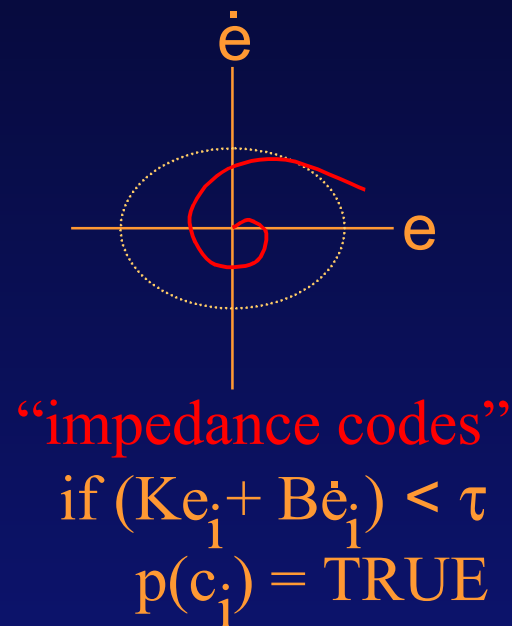 ė
e
“impedance codes”
if (Keᵢ+ Bėᵢ) < τ
p(cᵢ) = TRUE